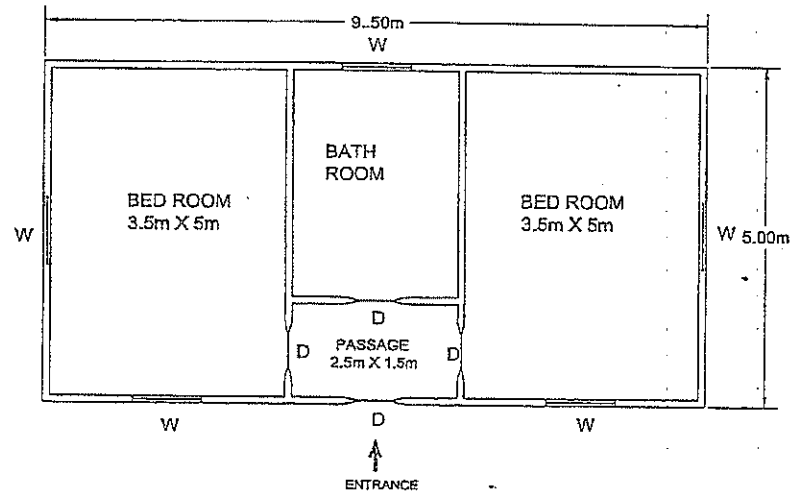 9..50m
W
BATH
ROOM
BED ROOM
3.5m X 5m
BED ROOM
3.5m X 5m
W
W 5.00m
D
PASSAGE
2.5m X 1.5m
D
D
W
D
W
ENTRANCE